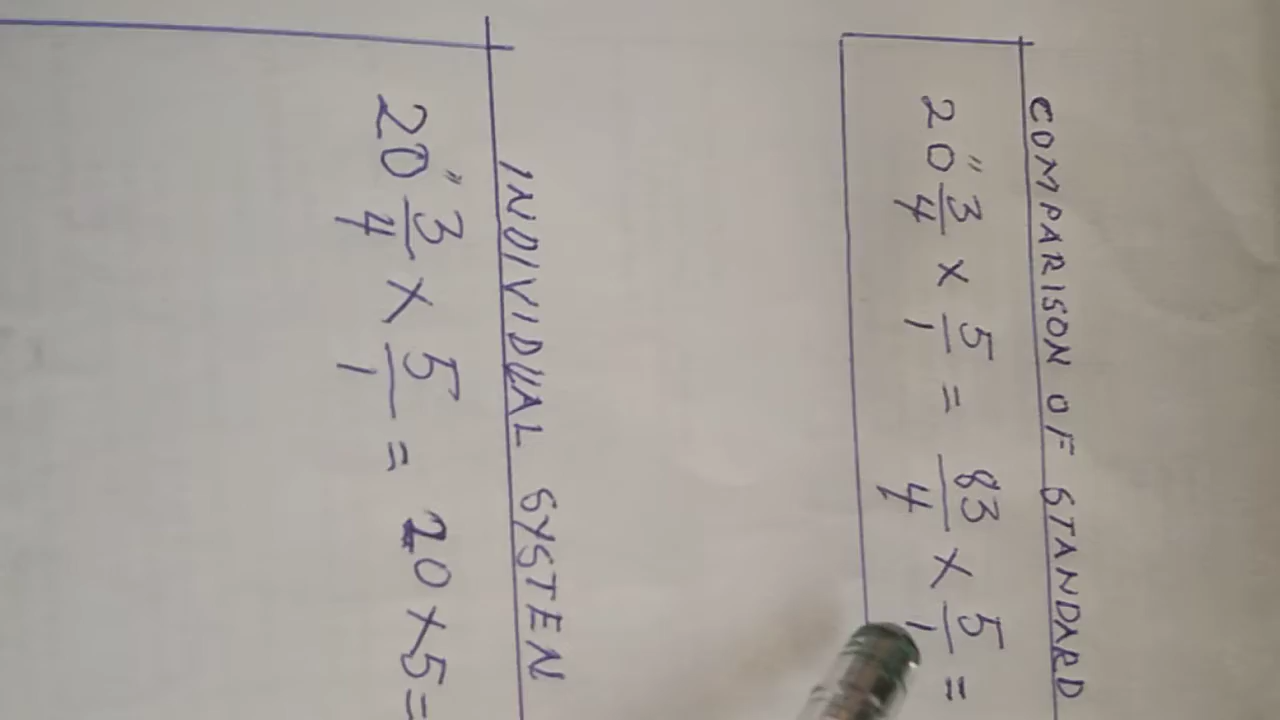 COMPARISON OF STANDARD
20" 3/4 × 5/1 = 83/4 × 5/1 =
INDIVIDUAL SYSTEN
20" 3/4 × 5/1 = 20 × 5 =